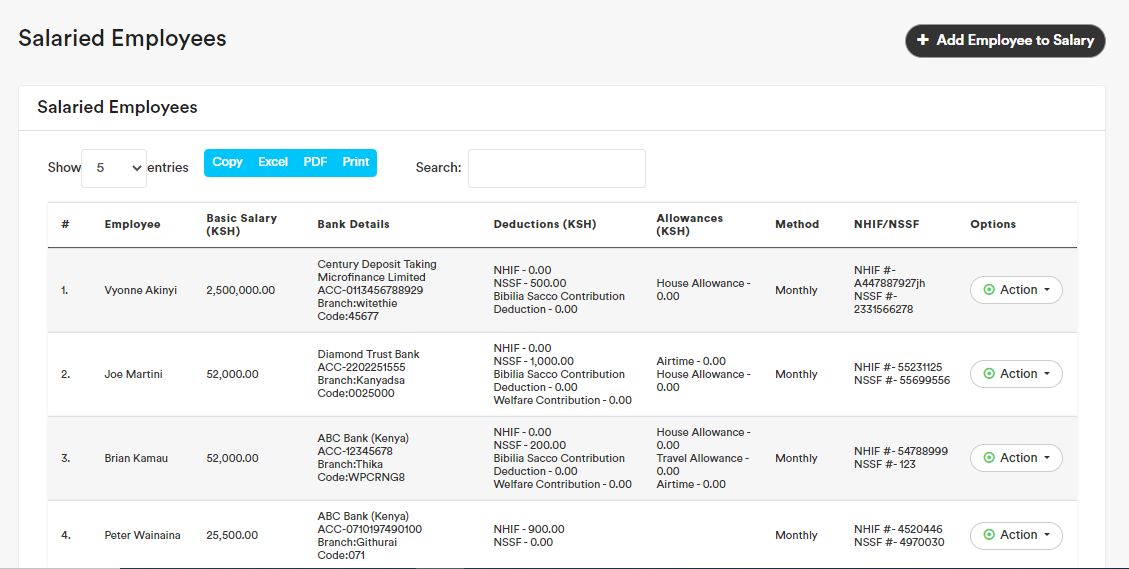 Salaried Employees
+ Add Employee to Salary
Salaried Employees
Show 5 entries
Copy Excel PDF Print
Search:
# Employee Basic Salary (KSH) Bank Details Deductions (KSH) Allowances (KSH) Method NHIF/NSSF Options
1.
Vyonne Akinyi
2,500,000.00
Century Deposit Taking
Microfinance Limited
ACC-0113456788929
Branch:witethie
Code:45677
NHIF - 0.00
NSSF - 500.00
Bibilia Sacco Contribution
Deduction - 0.00
House Allowance -
0.00
Monthly
NHIF #-
A447887927jh
NSSF #-
2331566278
Action
2.
Joe Martini
52,000.00
Diamond Trust Bank
ACC-2202251555
Branch:Kanyadsa
Code:0025000
NHIF - 0.00
NSSF - 1,000.00
Bibilia Sacco Contribution
Deduction - 0.00
Welfare Contribution - 0.00
Airtime - 0.00
House Allowance -
0.00
Monthly
NHIF #- 55231125
NSSF #- 55699556
Action
3.
Brian Kamau
52,000.00
ABC Bank (Kenya)
ACC-12345678
Branch:Thika
Code:WPCRNG8
NHIF - 0.00
NSSF - 200.00
Bibilia Sacco Contribution
Deduction - 0.00
Welfare Contribution - 0.00
House Allowance -
0.00
Travel Allowance -
0.00
Airtime - 0.00
Monthly
NHIF #- 54788999
NSSF #- 123
Action
4.
Peter Wainaina
25,500.00
ABC Bank (Kenya)
ACC-0710197490100
Branch:Githurai
Code:071
NHIF - 900.00
NSSF - 0.00
Monthly
NHIF #- 4520446
NSSF #- 4970030
Action